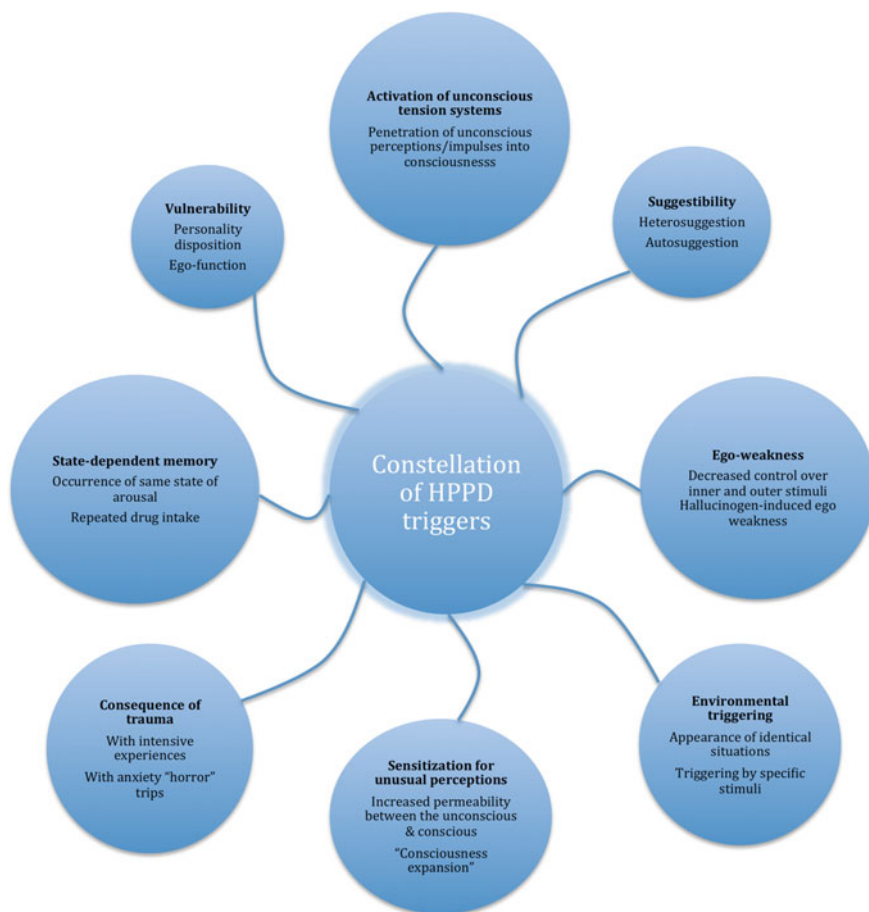 Activation of unconscious
tension systems
Penetration of unconscious
perceptions/impulses into
consciousnesss
Suggestibility
Heterosuggestion
Autosuggestion
Ego-weakness
Decreased control over
inner and outer stimuli
Hallucinogen-induced ego
weakness
Environmental
triggering
Appearance of identical
situations
Triggering by specific
stimuli
Sensitization for
unusual perceptions
Increased permeability
between the unconscious
& conscious
“Consciousness
expansion”
Consequence of
trauma
With intensive
experiences
With anxiety “horror”
trips
State-dependent memory
Occurrence of same state of
arousal
Repeated drug intake
Vulnerability
Personality
disposition
Ego-function
Constellation
of HPPD
triggers